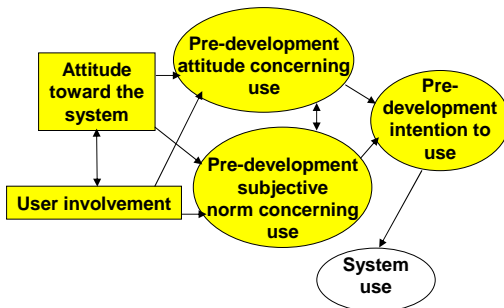 Pre-development
attitude concerning
use
Attitude
toward the
system
Pre-
development
intention to
use
Pre-development
subjective
norm concerning
use
User involvement
System
use